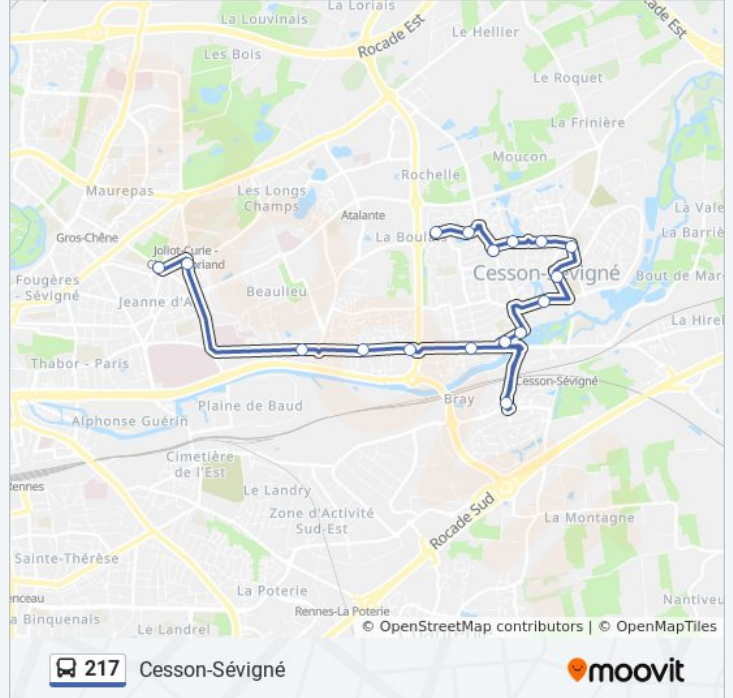 La Loriais
La Louvinais
Rocade Est
Rocade Est
Le Hellier
Les Bois
Le Roquet
La Frinière
Moucon
Rochelle
Maurepas
Les Longs
Champs
Atalante
La Vale
La Barriè
Gros-Chêne
La Boulais
Joliot-Curie -
Cesson-Sévigné
Bout de Mar
Fougères
- Sévigné
Beaulieu
Jeanne d'A
La Hirel
Thabor - Paris
Cesson-Sévigné
Bray
Plaine de Baud
Alphonse Guérin
Cimetière
de l'Est
ennes
Le Landry
Zone d'Activité
Sud-Est
Rocade Sud
La Montagne
Sainte-Thérèse
La Poterie
enceau
Rennes-La Poterie
Nantiveu
a Binquenais
Le Landrel
© OpenStreetMap contributors | © OpenMapTiles
217 Cesson-Sévigné
moovit